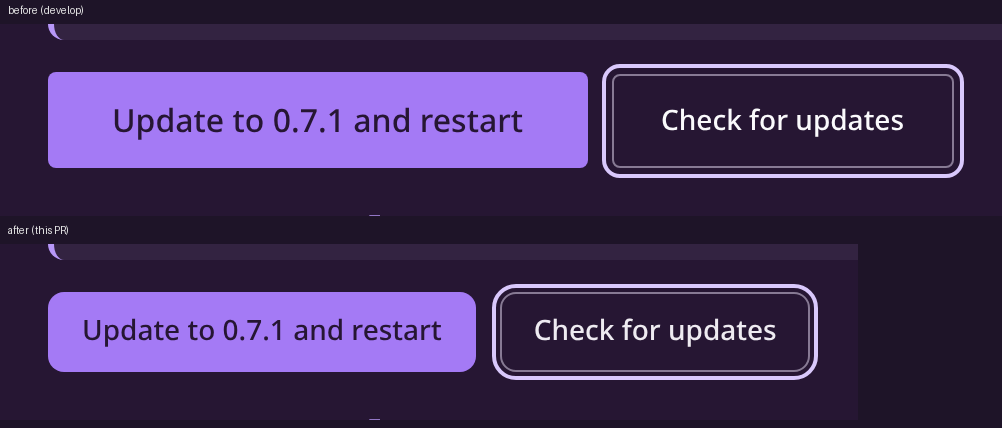 before (develop)
Update to 0.7.1 and restart
Check for updates
after (this PR)
Update to 0.7.1 and restart
Check for updates